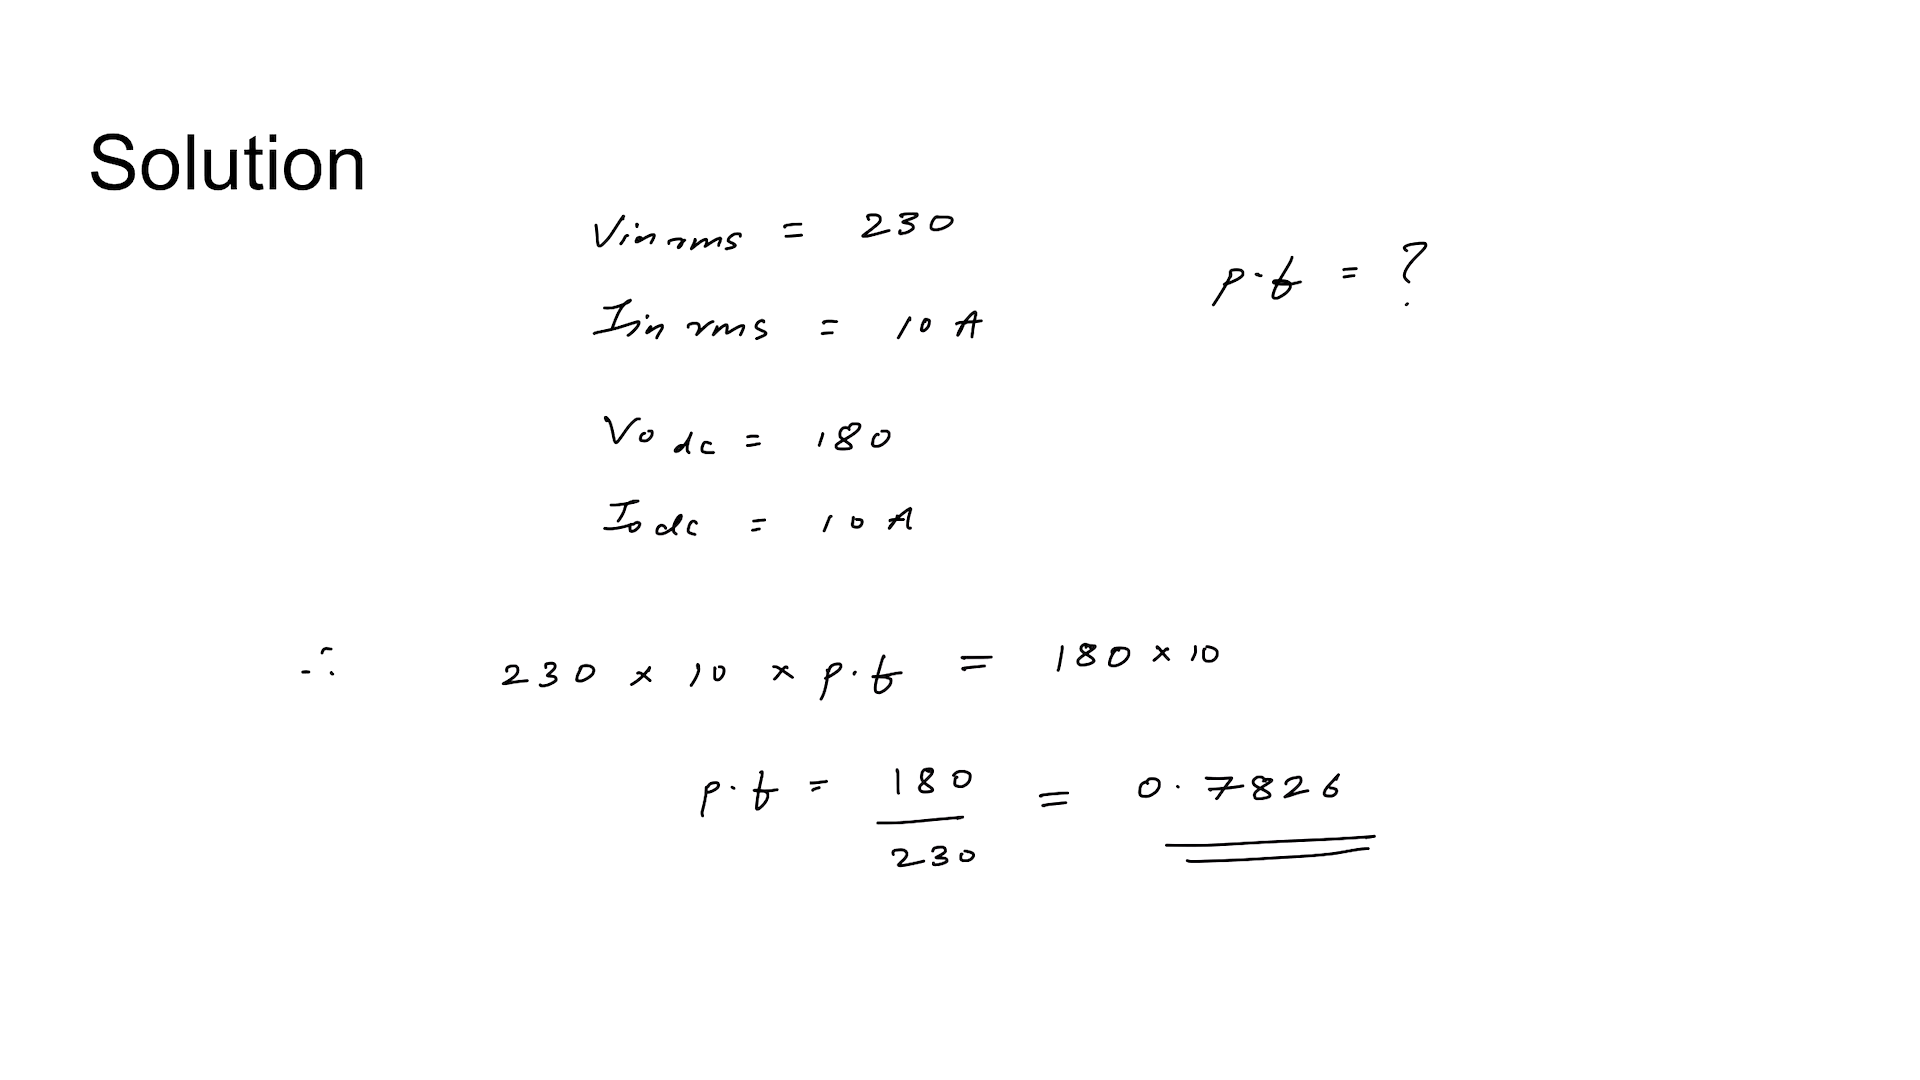 Solution
Vin rms = 230
p.f = ?
Iin rms = 10 A
Vo dc = 180
Io dc = 10 A
∴ 230 × 10 × p.f = 180 × 10
p.f = 180/230 = 0.7826